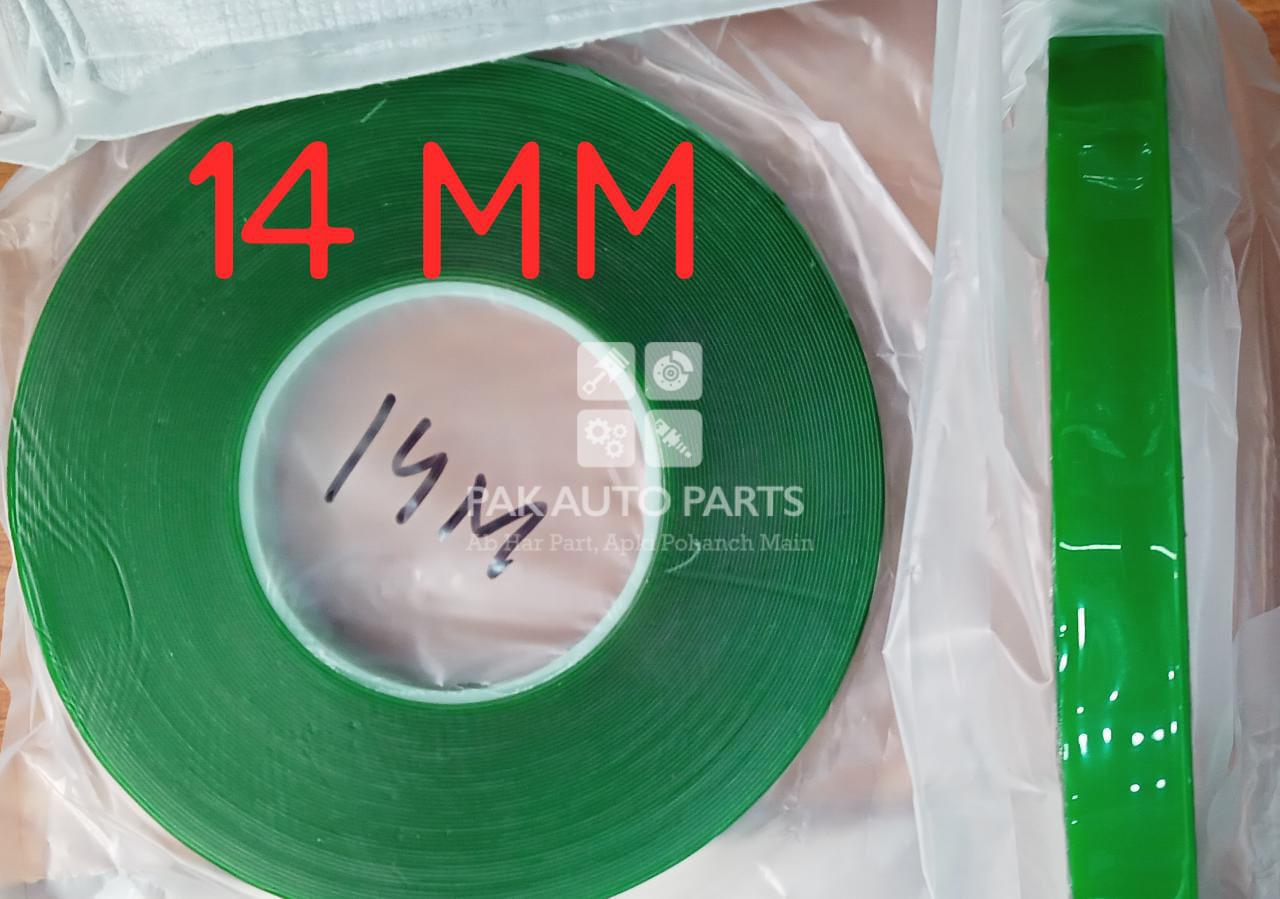 14 MM
14M
PAK AUTO PARTS
Ab Har Part, Apki Pohanch Main